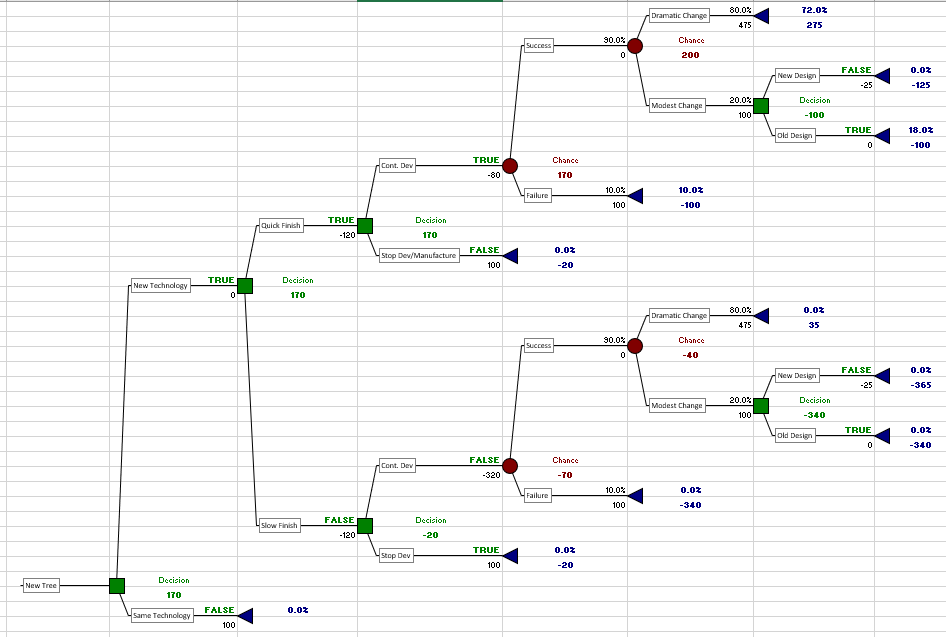 Dramatic Change 80.0% 72.0%
475 275
Success 90.0% Chance
0 200
New Design FALSE 0.0%
-25 -125
Modest Change 20.0% Decision
100 -100
Old Design TRUE 18.0%
0 -100
Cont. Dev TRUE Chance
-80 170
Failure 10.0% 10.0%
100 -100
Quick Finish TRUE Decision
-120 170
Stop Dev/Manufacture FALSE 0.0%
100 -20
New Technology TRUE Decision
0 170
Dramatic Change 80.0% 0.0%
475 35
Success 90.0% Chance
0 -40
New Design FALSE 0.0%
-25 -365
Modest Change 20.0% Decision
100 -340
Old Design TRUE 0.0%
0 -340
Cont. Dev FALSE Chance
-320 -70
Failure 10.0% 0.0%
100 -340
Slow Finish FALSE Decision
-120 -20
Stop Dev TRUE 0.0%
100 -20
New Tree Decision
170
Same Technology FALSE 0.0%
100